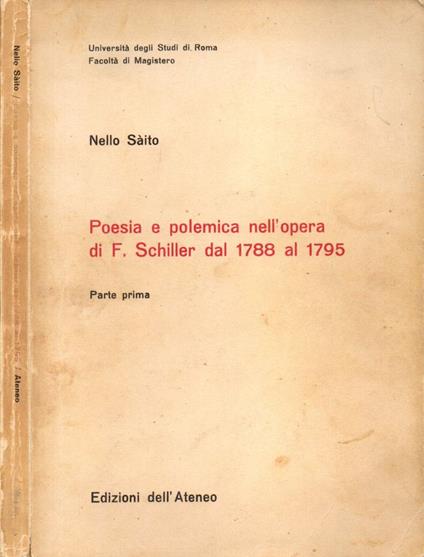 Università degli Studi di Roma
Facoltà di Magistero
Nello Sàito
Poesia e polemica nell'opera
di F. Schiller dal 1788 al 1795
Parte prima
Edizioni dell'Ateneo
Nello Sàito /
/ Ateneo